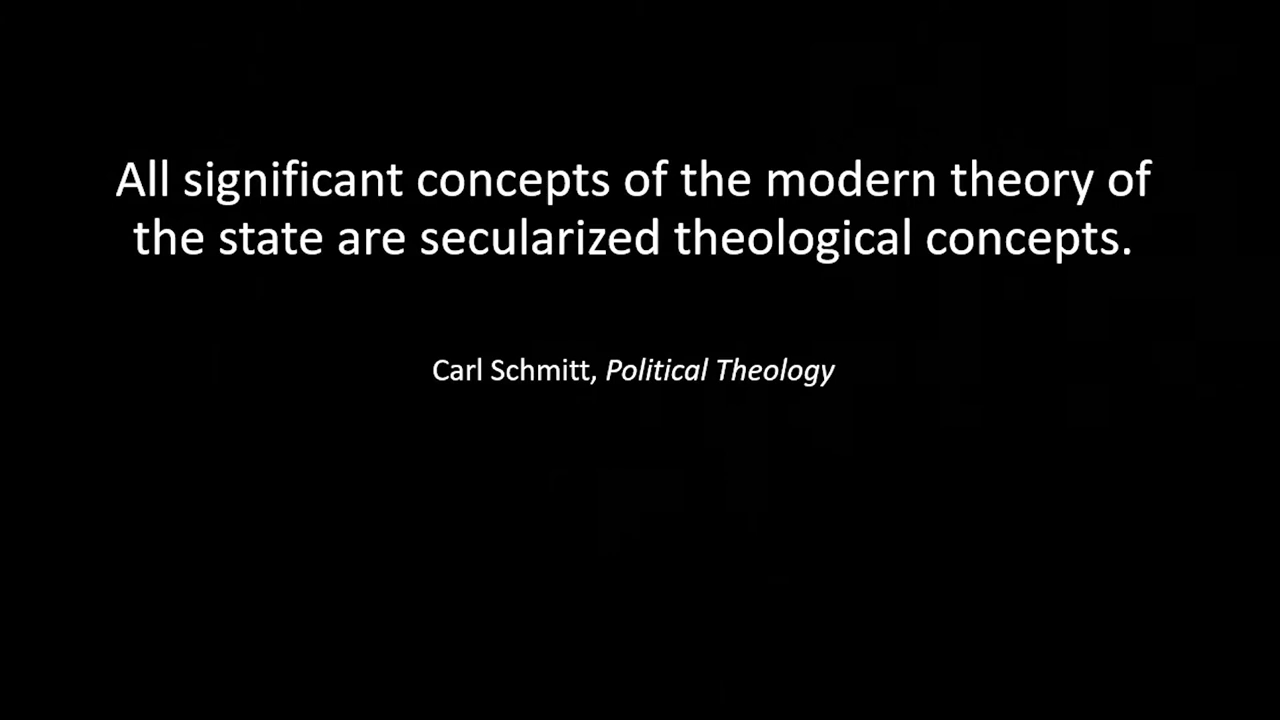 All significant concepts of the modern theory of
the state are secularized theological concepts.
Carl Schmitt, Political Theology